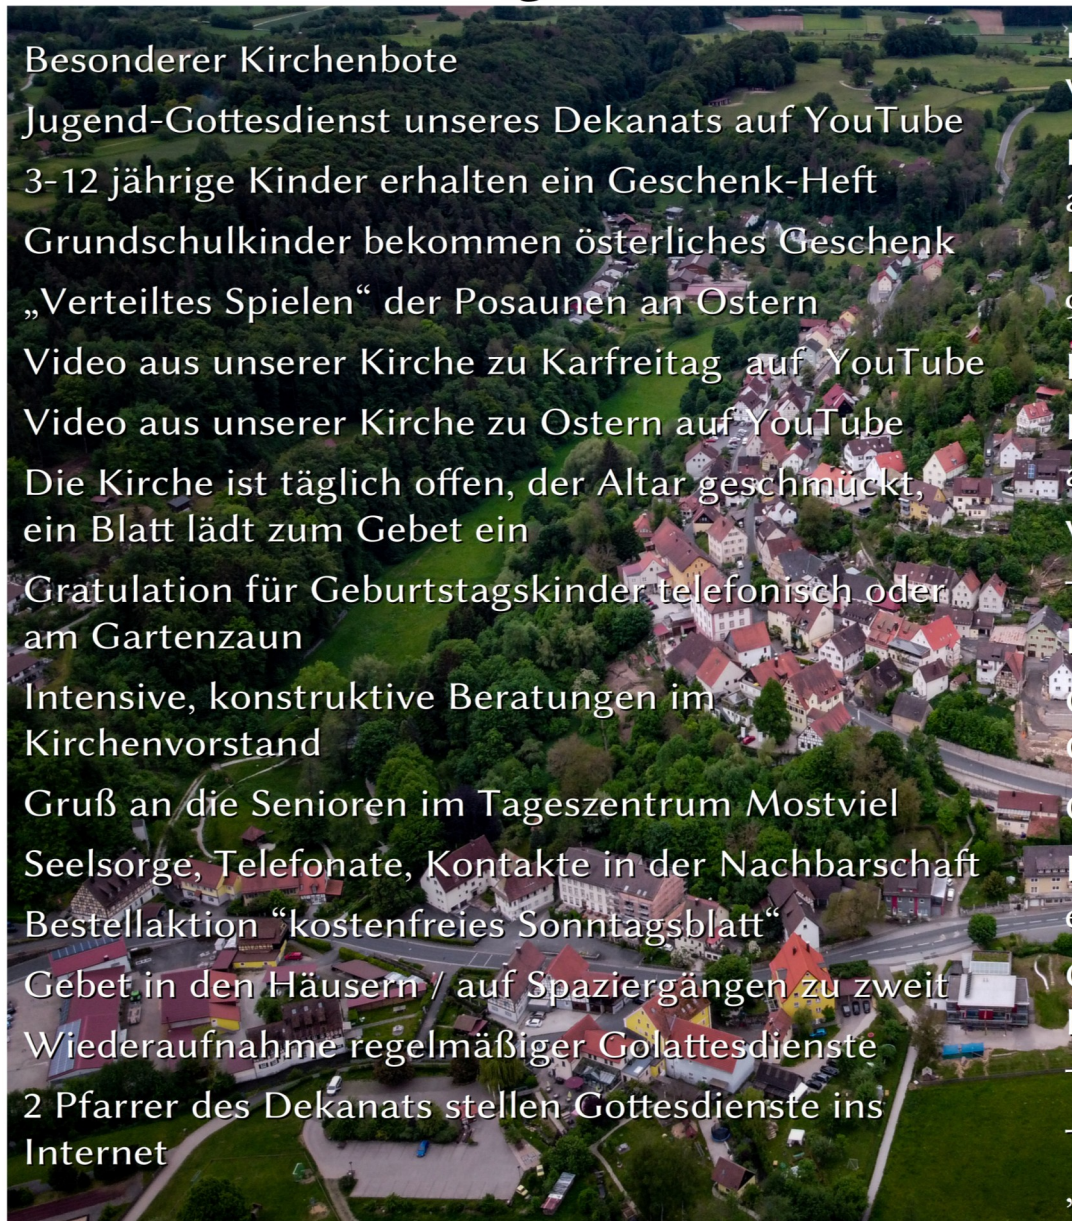 Besonderer Kirchenbote
Jugend-Gottesdienst unseres Dekanats auf YouTube
3-12 jährige Kinder erhalten ein Geschenk-Heft
Grundschulkinder bekommen österliches Geschenk
„Verteiltes Spielen“ der Posaunen an Ostern
Video aus unserer Kirche zu Karfreitag auf YouTube
Video aus unserer Kirche zu Ostern auf YouTube
Die Kirche ist täglich offen, der Altar geschmückt,
ein Blatt lädt zum Gebet ein
Gratulation für Geburtstagskinder telefonisch oder
am Gartenzaun
Intensive, konstruktive Beratungen im
Kirchenvorstand
Gruß an die Senioren im Tageszentrum Mostviel
Seelsorge, Telefonate, Kontakte in der Nachbarschaft
Bestellaktion “kostenfreies Sonntagsblatt“
Gebet in den Häusern / auf Spaziergängen zu zweit
Wiederaufnahme regelmäßiger Golattesdienste
2 Pfarrer des Dekanats stellen Gottesdienste ins
Internet